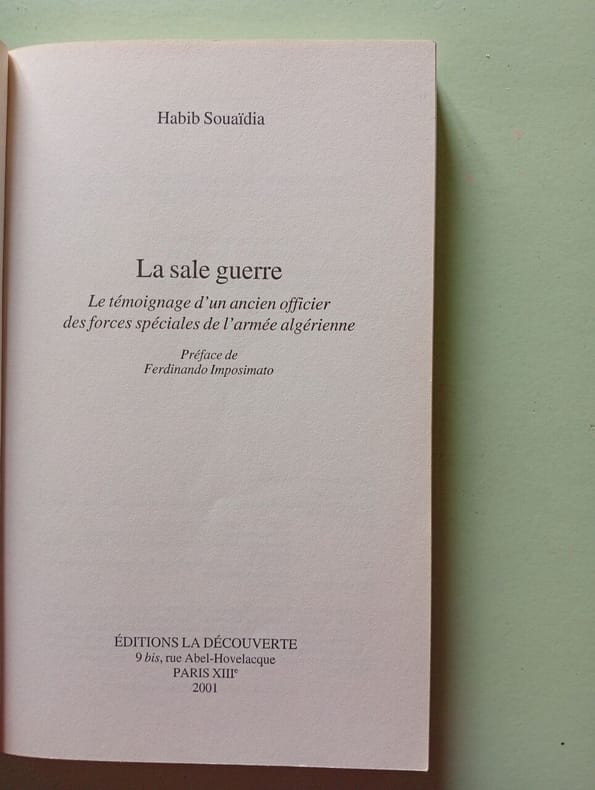 Habib Souaïdia
La sale guerre
Le témoignage d'un ancien officier
des forces spéciales de l'armée algérienne
Préface de
Ferdinando Imposimato
ÉDITIONS LA DÉCOUVERTE
9 bis, rue Abel-Hovelacque
PARIS XIIIe
2001